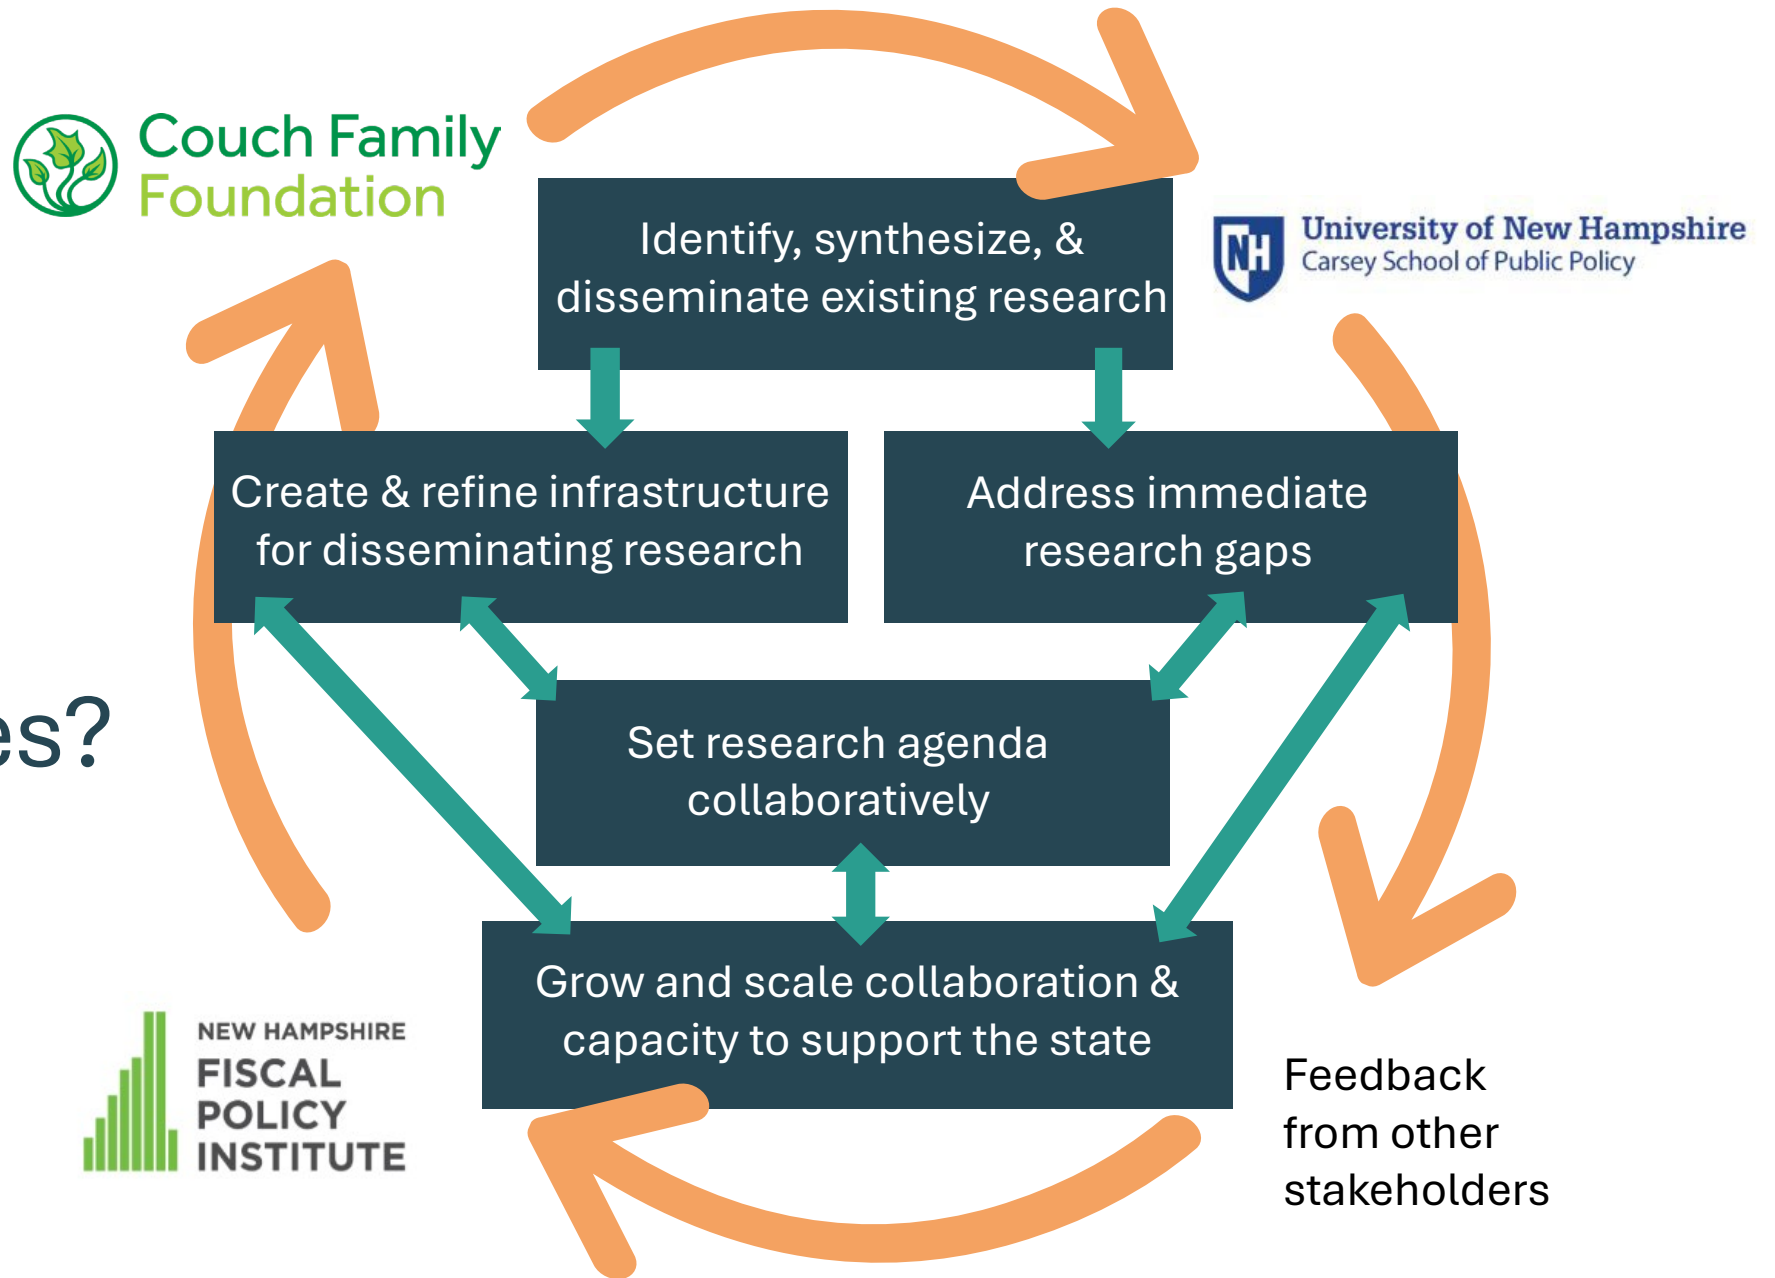 Couch Family
Foundation
Identify, synthesize, &
disseminate existing research
NH
University of New Hampshire
Carsey School of Public Policy
Create & refine infrastructure
for disseminating research
Address immediate
research gaps
es?
Set research agenda
collaboratively
Grow and scale collaboration &
capacity to support the state
NEW HAMPSHIRE
FISCAL
POLICY
INSTITUTE
Feedback
from other
stakeholders